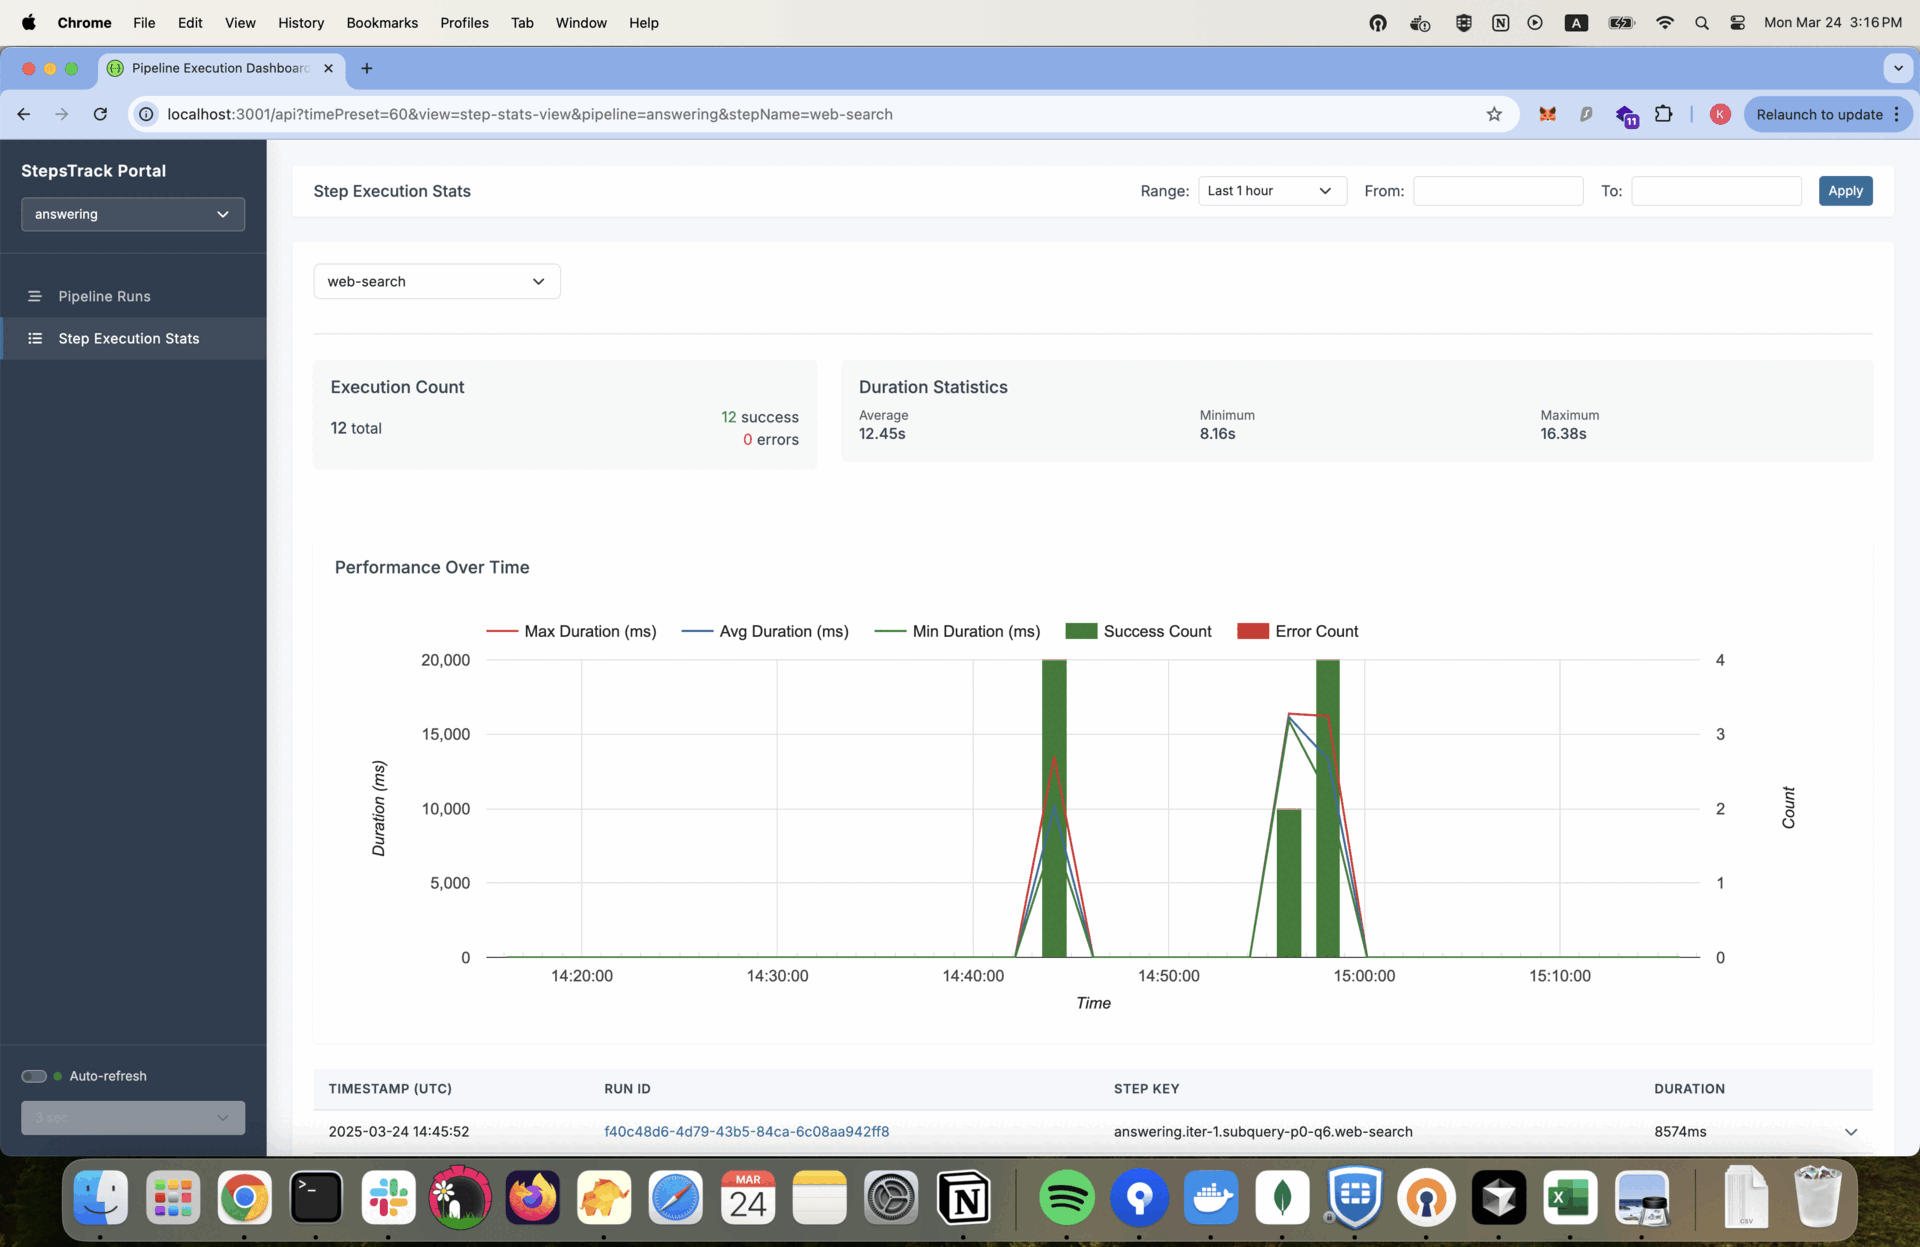 Chrome File Edit View History Bookmarks Profiles Tab Window Help
A
Mon Mar 24 3:16 PM
Pipeline Execution Dashboard
localhost:3001/api?timePreset=60&view=step-stats-view&pipeline=answering&stepName=web-search
11
K
Relaunch to update
StepsTrack Portal
answering
Pipeline Runs
Step Execution Stats
Auto-refresh
3 sec
Step Execution Stats
Range: Last 1 hour From: To: Apply
web-search
Execution Count
12 total
12 success
0 errors
Duration Statistics
Average Minimum Maximum
12.45s 8.16s 16.38s
Performance Over Time
Max Duration (ms) Avg Duration (ms) Min Duration (ms) Success Count Error Count
20,000 4
15,000 3
10,000 2
5,000 1
0 0
Duration (ms)
Count
14:20:00 14:30:00 14:40:00 14:50:00 15:00:00 15:10:00
Time
TIMESTAMP (UTC) RUN ID STEP KEY DURATION
2025-03-24 14:45:52 f40c48d6-4d79-43b5-84ca-6c08aa942ff8 answering.iter-1.subquery-p0-q6.web-search 8574ms
MAR
24
N
X
CSV